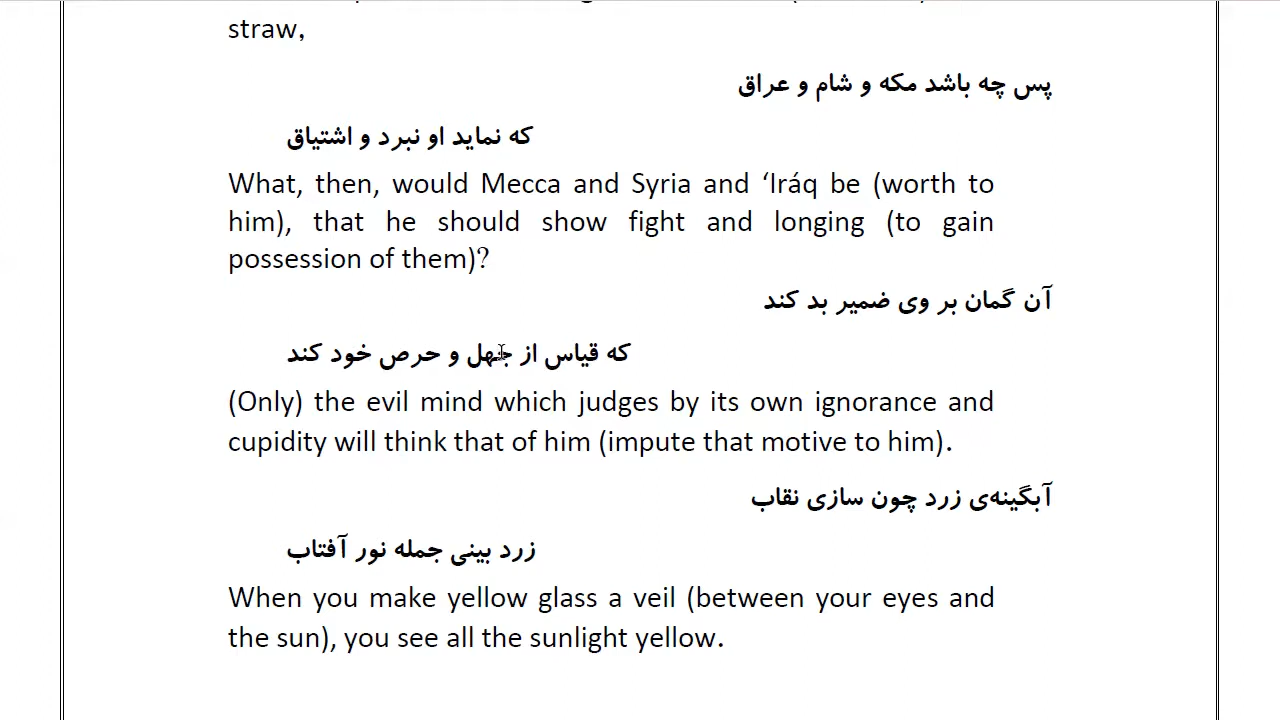 straw,
پس چه باشد مکه و شام و عراق
که نماید او نبرد و اشتیاق
What, then, would Mecca and Syria and ‘Iráq be (worth to
him), that he should show fight and longing (to gain
possession of them)?
آن گمان بر وی ضمیر بد کند
که قیاس از جهل و حرص خود کند
(Only) the evil mind which judges by its own ignorance and
cupidity will think that of him (impute that motive to him).
آبگینه‌ی زرد چون سازی نقاب
زرد بینی جمله نور آفتاب
When you make yellow glass a veil (between your eyes and
the sun), you see all the sunlight yellow.